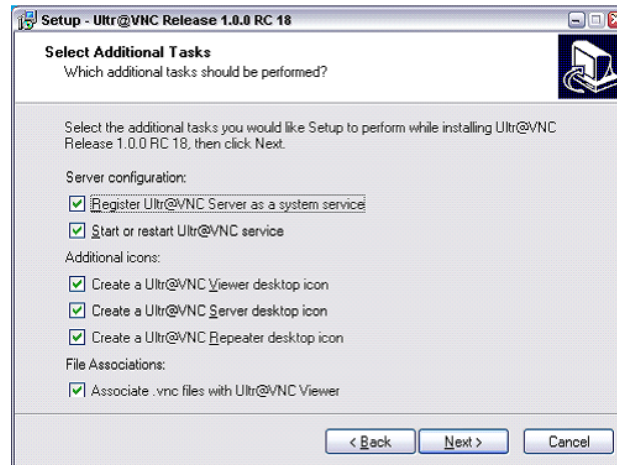 Setup - Ultr@VNC Release 1.0.0 RC 18
Select Additional Tasks
Which additional tasks should be performed?
Select the additional tasks you would like Setup to perform while installing Ultr@VNC
Release 1.0.0 RC 18, then click Next.
Server configuration:
Register Ultr@VNC Server as a system service
Start or restart Ultr@VNC service
Additional icons:
Create a Ultr@VNC Viewer desktop icon
Create a Ultr@VNC Server desktop icon
Create a Ultr@VNC Repeater desktop icon
File Associations:
Associate .vnc files with Ultr@VNC Viewer
< Back Next > Cancel